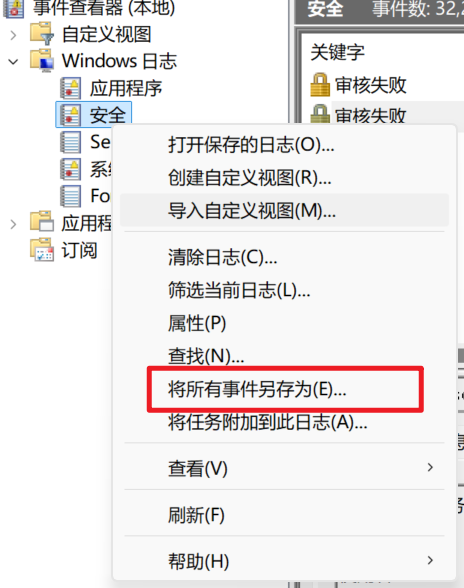 事件查看器 (本地)
安全 事件数: 32,
自定义视图
Windows 日志
关键字
应用程序
审核失败
安全
审核失败
Se
打开保存的日志(O)...
系
创建自定义视图(R)...
Fo
导入自定义视图(M)...
应用程
订阅
清除日志(C)...
筛选当前日志(L)...
属性(P)
查找(N)...
将所有事件另存为(E)...
将任务附加到此日志(A)...
查看(V)
刷新(F)
帮助(H)